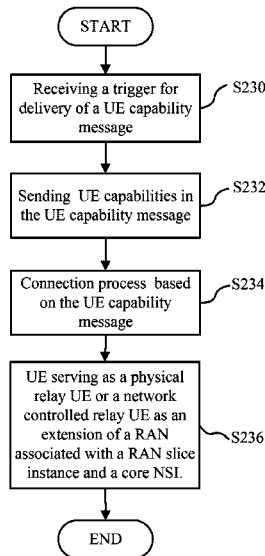 START
Receiving a trigger for
delivery of a UE capability
message
S230
Sending UE capabilities in
the UE capability message
S232
Connection process based
on the UE capability
message
S234
UE serving as a physical
relay UE or a network
controlled relay UE as an
extension of a RAN
associated with a RAN slice
instance and a core NSI.
S236
END